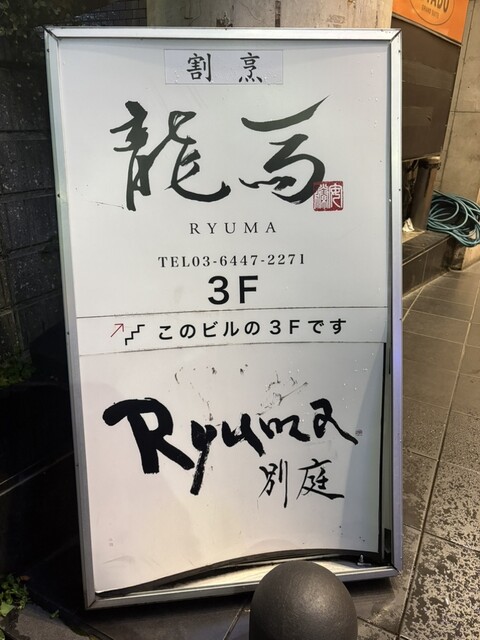 割烹
龍馬
RYUMA
TEL03-6447-2271
3F
このビルの3Fです
Ryuma
別庭